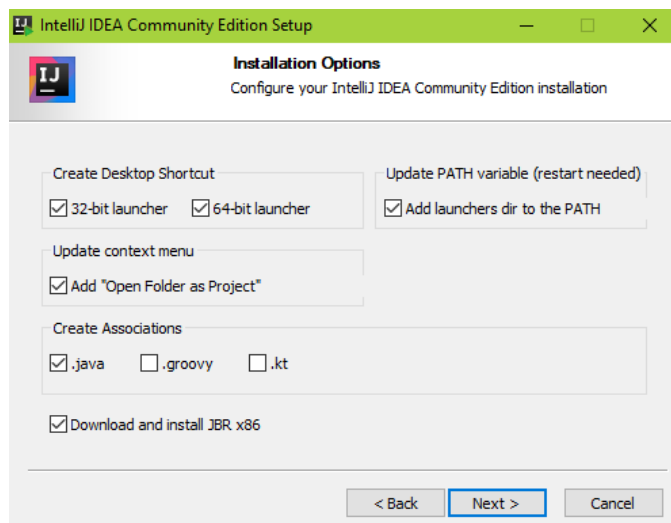 IntelliJ IDEA Community Edition Setup
IJ
Installation Options
Configure your IntelliJ IDEA Community Edition installation
Create Desktop Shortcut
32-bit launcher 64-bit launcher
Update PATH variable (restart needed)
Add launchers dir to the PATH
Update context menu
Add "Open Folder as Project"
Create Associations
.java .groovy .kt
Download and install JBR x86
< Back Next > Cancel